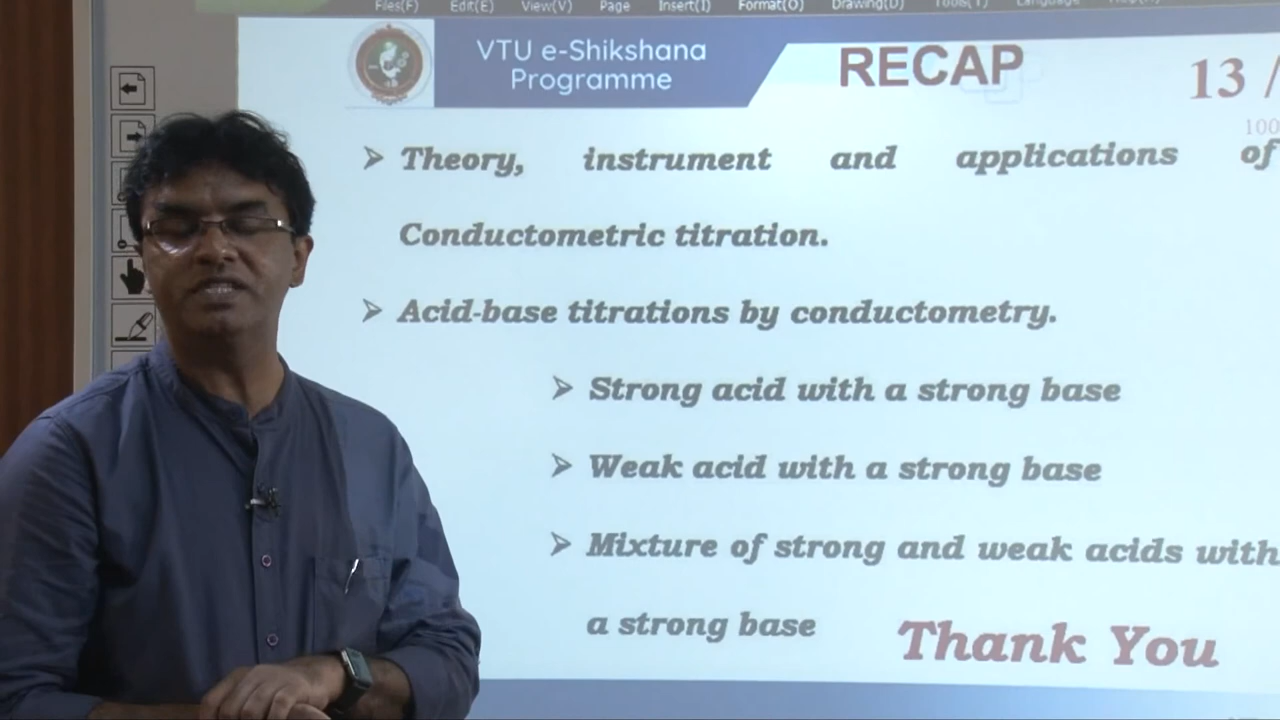 Files(F) Edit(E) View(V) Page Insert(I) Format(O) Drawing(D) Tools(T) Language
VTU e-Shikshana
Programme
RECAP
13 /
100
➢ Theory, instrument and applications of
Conductometric titration.
➢ Acid-base titrations by conductometry.
➢ Strong acid with a strong base
➢ Weak acid with a strong base
➢ Mixture of strong and weak acids with
a strong base
Thank You